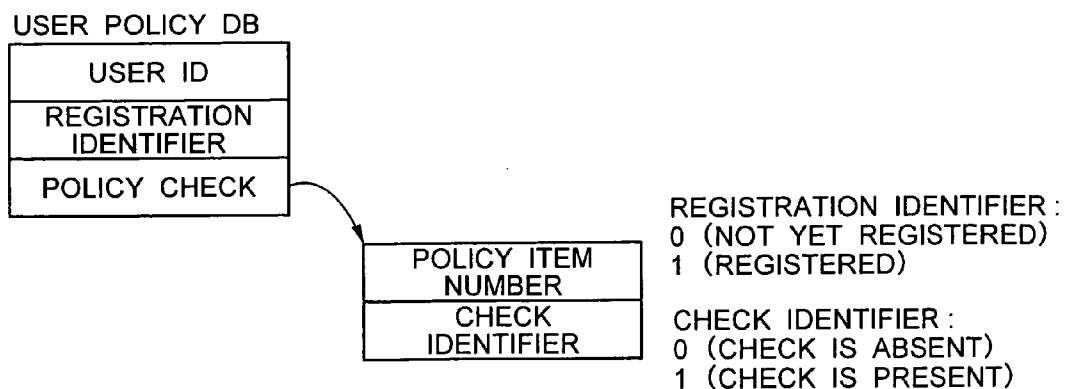 USER POLICY DB
USER ID
REGISTRATION
IDENTIFIER
POLICY CHECK
POLICY ITEM
NUMBER
CHECK
IDENTIFIER
REGISTRATION IDENTIFIER :
0 (NOT YET REGISTERED)
1 (REGISTERED)
CHECK IDENTIFIER :
0 (CHECK IS ABSENT)
1 (CHECK IS PRESENT)